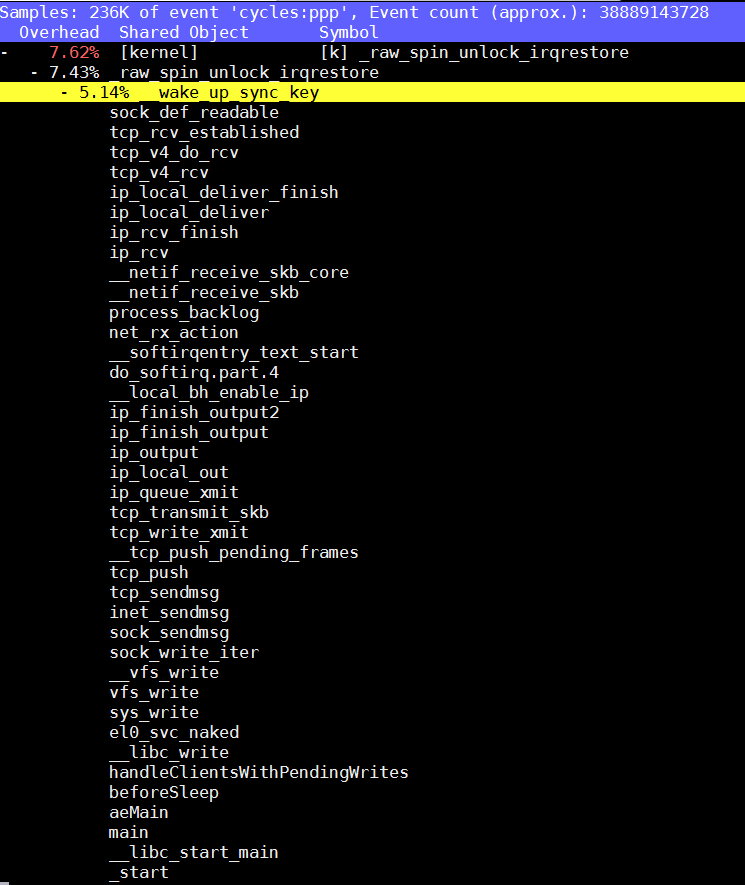 Samples: 236K of event 'cycles:ppp', Event count (approx.): 38889143728
Overhead  Shared Object       Symbol
-    7.62%  [kernel]            [k] _raw_spin_unlock_irqrestore
- 7.43% _raw_spin_unlock_irqrestore
- 5.14% __wake_up_sync_key
sock_def_readable
tcp_rcv_established
tcp_v4_do_rcv
tcp_v4_rcv
ip_local_deliver_finish
ip_local_deliver
ip_rcv_finish
ip_rcv
__netif_receive_skb_core
__netif_receive_skb
process_backlog
net_rx_action
__softirqentry_text_start
do_softirq.part.4
__local_bh_enable_ip
ip_finish_output2
ip_finish_output
ip_output
ip_local_out
ip_queue_xmit
tcp_transmit_skb
tcp_write_xmit
__tcp_push_pending_frames
tcp_push
tcp_sendmsg
inet_sendmsg
sock_sendmsg
sock_write_iter
__vfs_write
vfs_write
sys_write
el0_svc_naked
__libc_write
handleClientsWithPendingWrites
beforeSleep
aeMain
main
__libc_start_main
_start